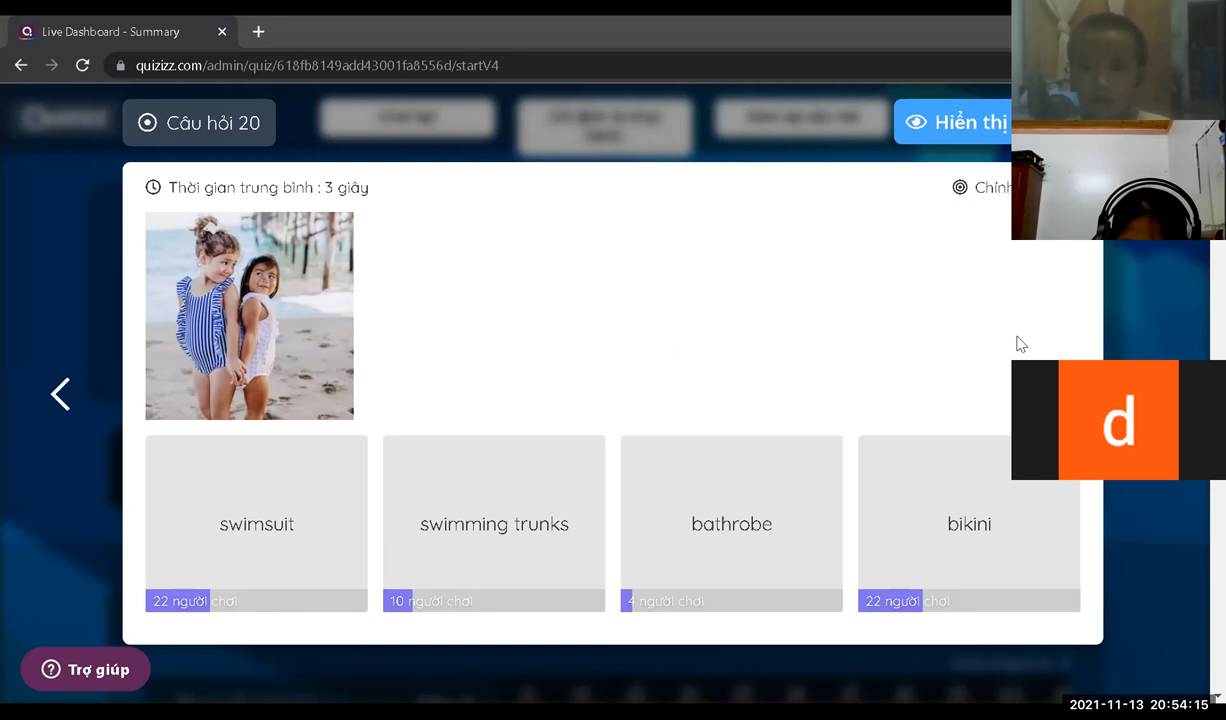 Live Dashboard - Summary
quizizz.com/admin/quiz/618fb8149add43001fa8556d/startV4
Câu hỏi 20
Hiển thị
Thời gian trung bình : 3 giây
Chính
d
swimsuit
swimming trunks
bathrobe
bikini
22 người chơi
10 người chơi
4 người chơi
22 người chơi
Trợ giúp
2021-11-13 20:54:15